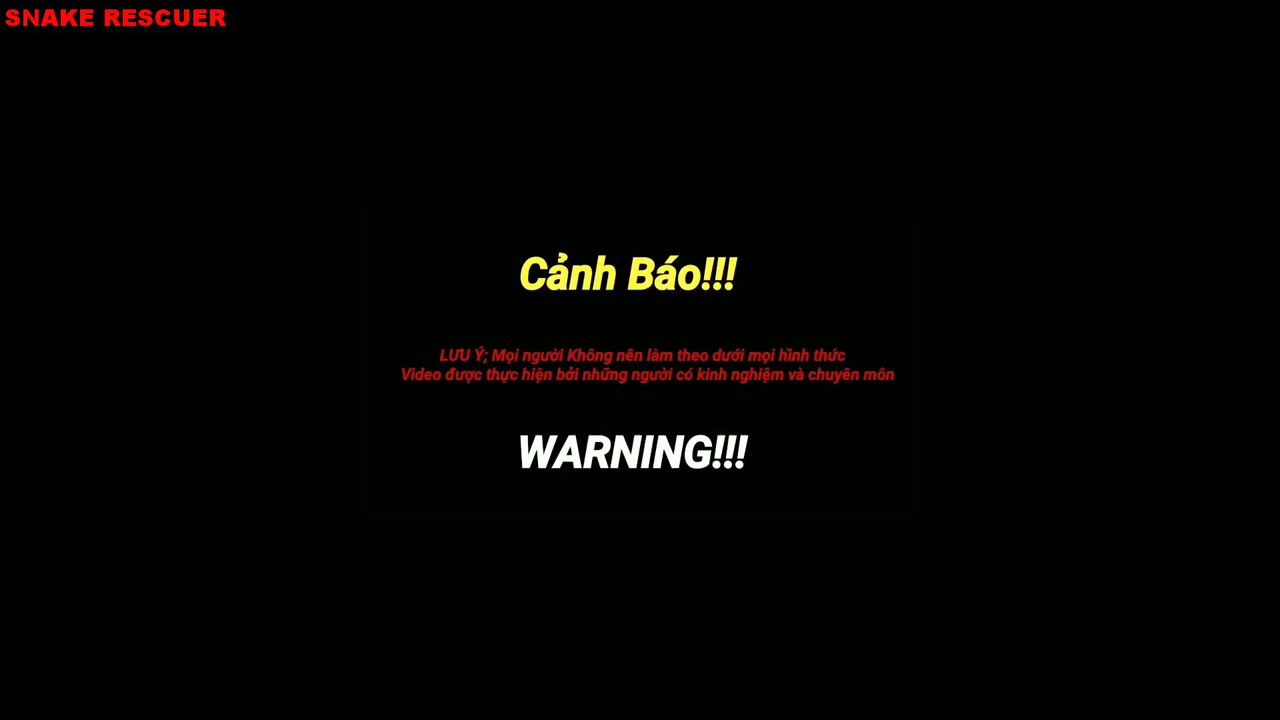 SNAKE RESCUER
Cảnh Báo!!!
LƯU Ý; Mọi người Không nên làm theo dưới mọi hình thức
Video được thực hiện bởi những người có kinh nghiệm và chuyên môn
WARNING!!!